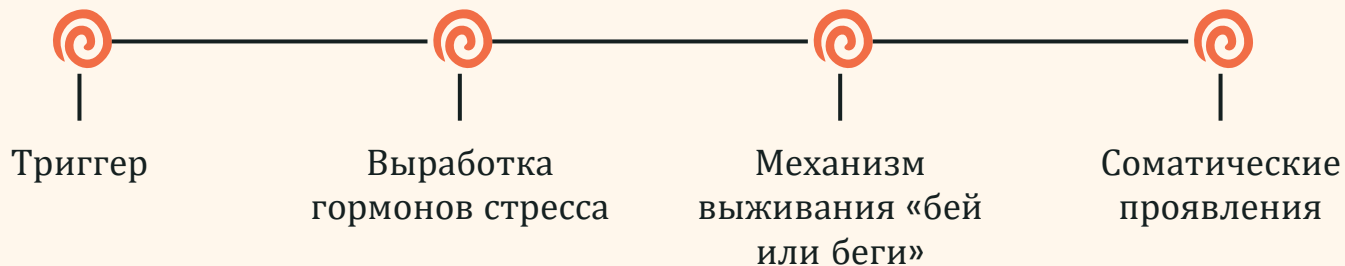 Триггер
Выработка
гормонов стресса
Механизм
выживания «бей
или беги»
Соматические
проявления